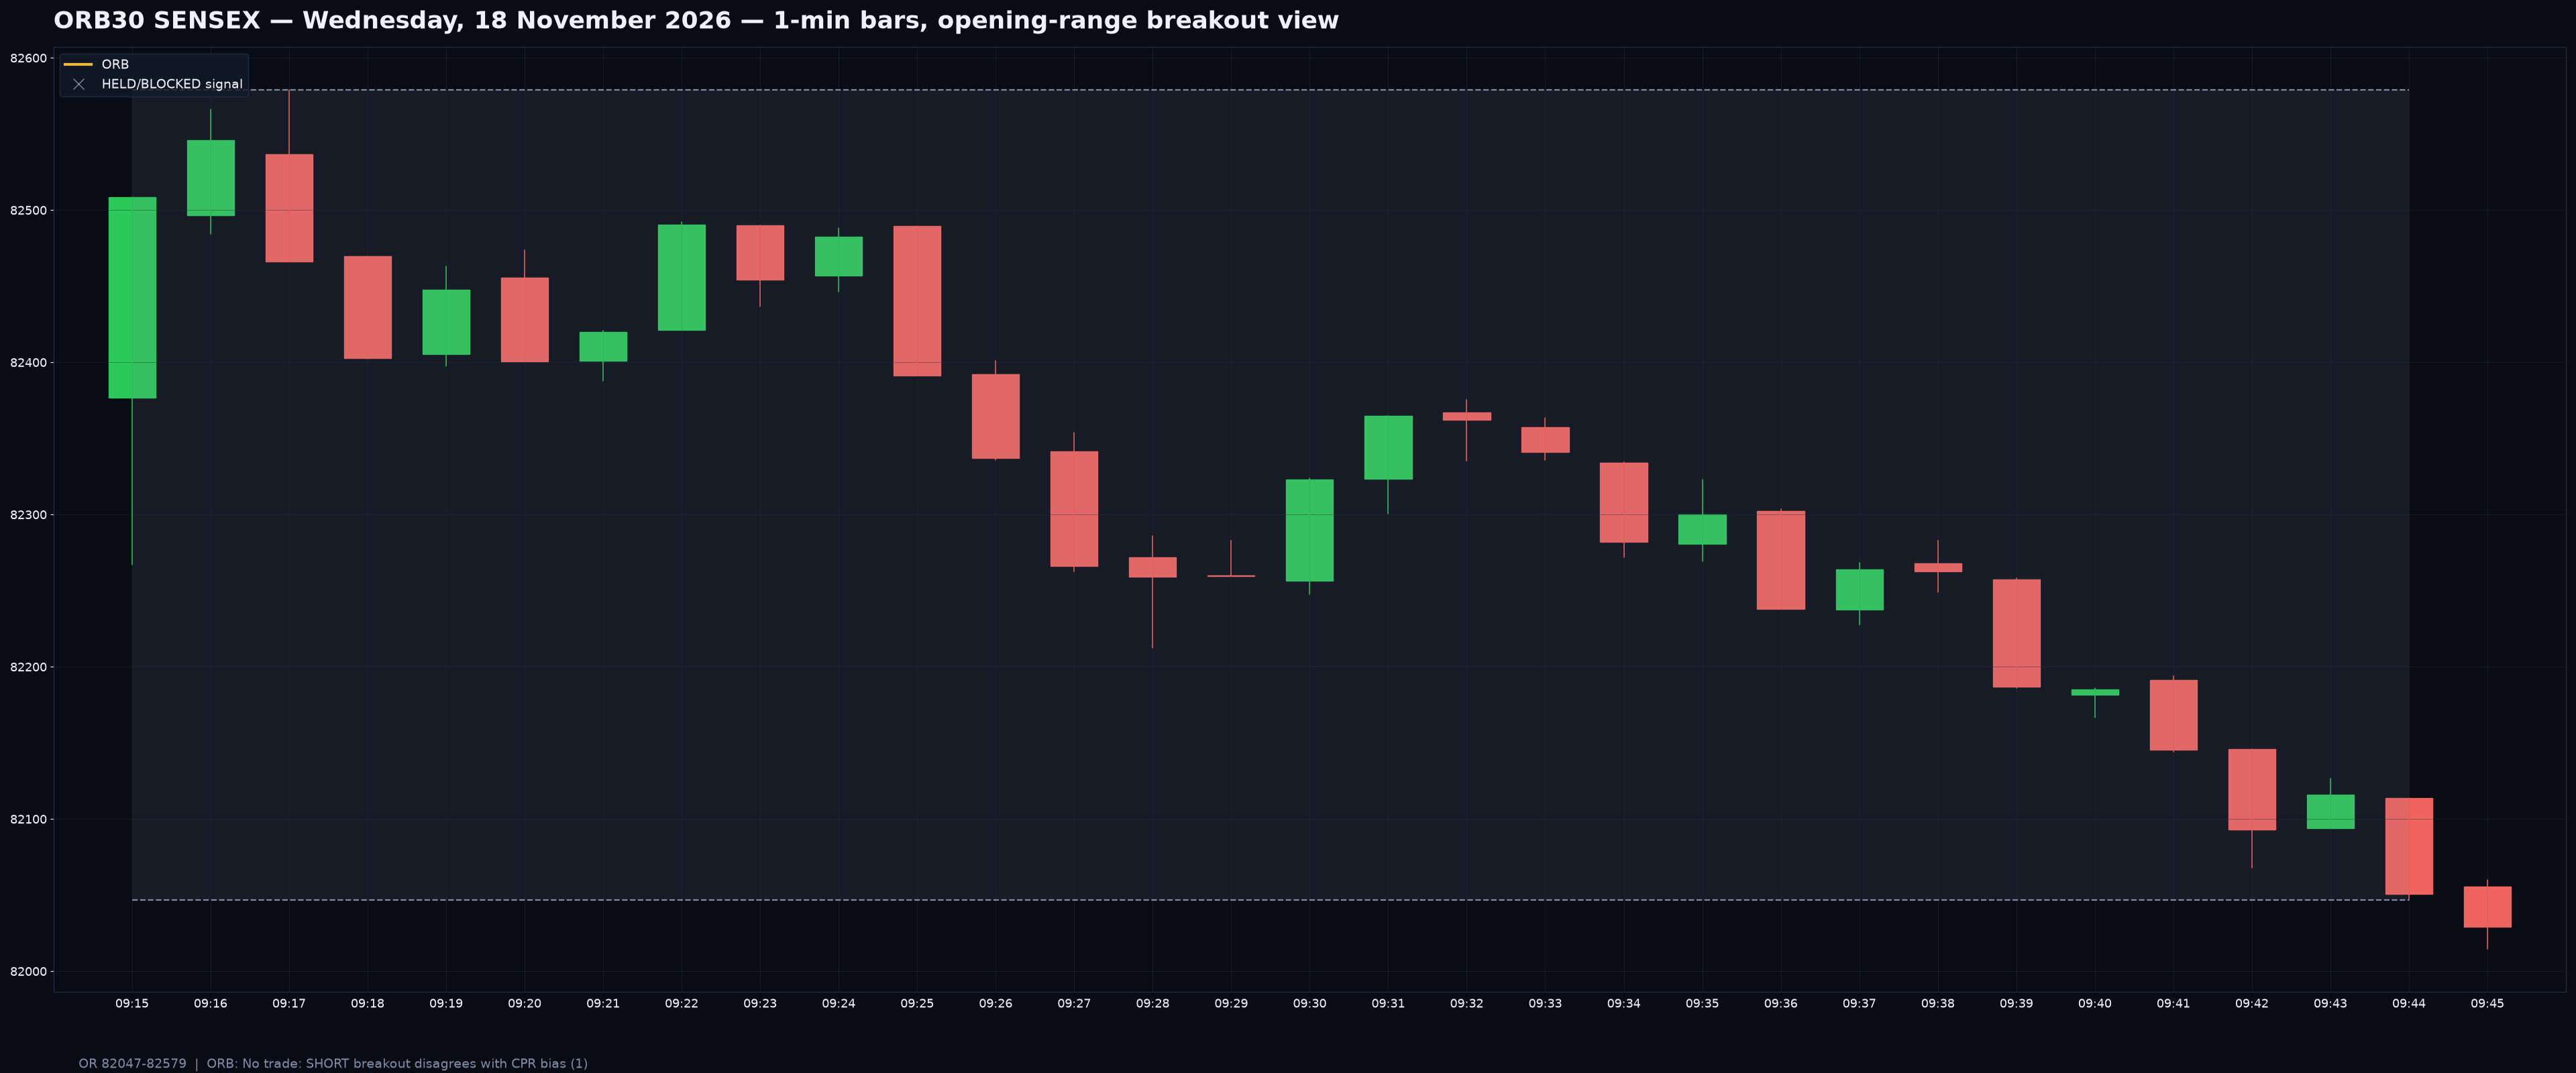 ORB30 SENSEX — Wednesday, 18 November 2026 — 1-min bars, opening-range breakout view
ORB
HELD/BLOCKED signal
82600
82500
82400
82300
82200
82100
82000
09:15 09:16 09:17 09:18 09:19 09:20 09:21 09:22 09:23 09:24 09:25 09:26 09:27 09:28 09:29 09:30 09:31 09:32 09:33 09:34 09:35 09:36 09:37 09:38 09:39 09:40 09:41 09:42 09:43 09:44 09:45
OR 82047-82579 | ORB: No trade: SHORT breakout disagrees with CPR bias (1)